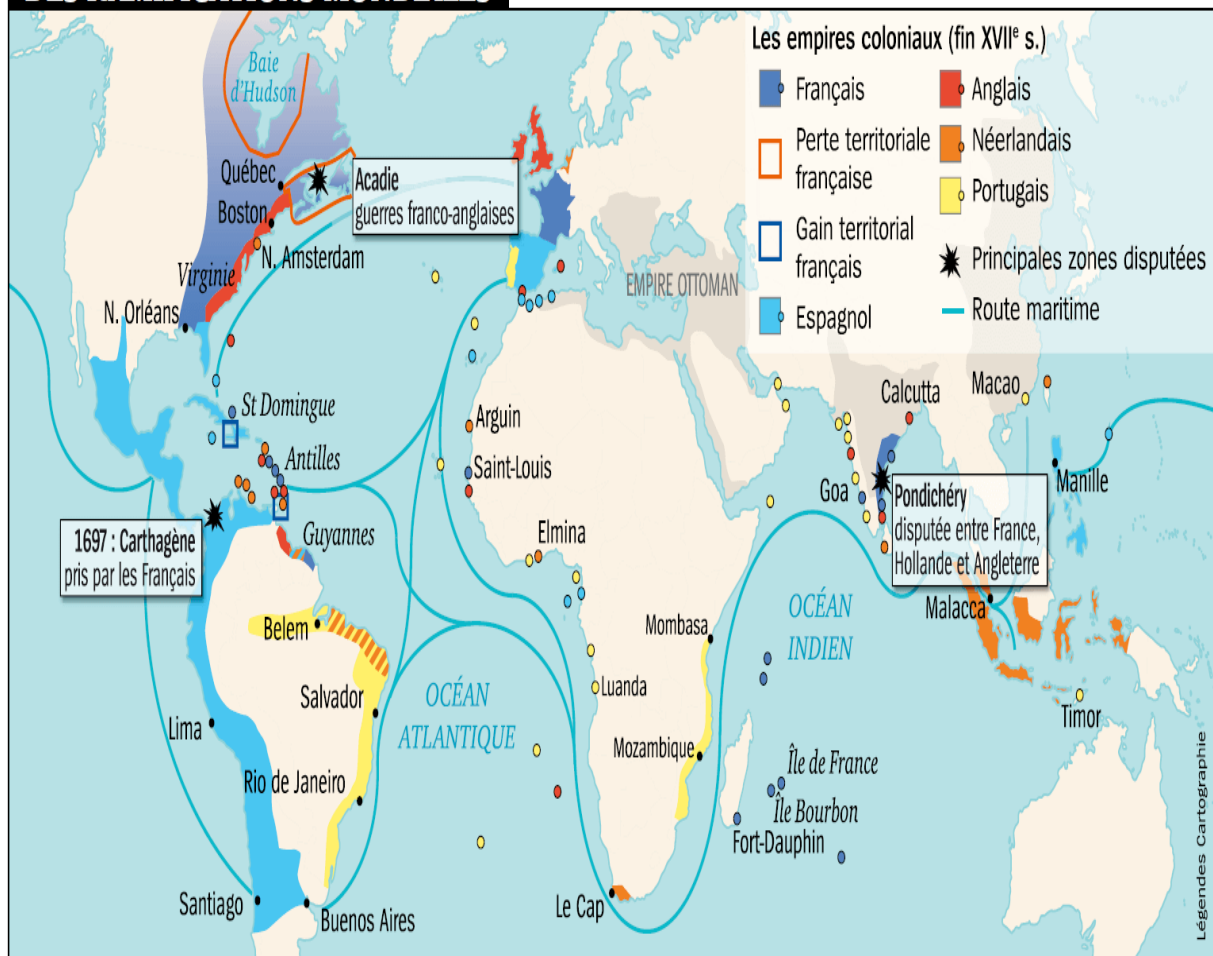 Les empires coloniaux (fin XVIIe s.)
Français
Perte territoriale
française
Gain territorial
français
Espagnol
Anglais
Néerlandais
Portugais
Principales zones disputées
Route maritime
Baie
d'Hudson
Québec
Boston
N. Amsterdam
Virginie
N. Orléans
Acadie
guerres franco-anglaises
St Domingue
Antilles
Guyannes
1697 : Carthagène
pris par les Français
Belem
Salvador
Lima
Rio de Janeiro
Santiago
Buenos Aires
OCÉAN
ATLANTIQUE
EMPIRE OTTOMAN
Arguin
Saint-Louis
Elmina
Luanda
Mombasa
Mozambique
Le Cap
Fort-Dauphin
Île de France
Île Bourbon
OCÉAN
INDIEN
Goa
Calcutta
Macao
Pondichéry
disputée entre France,
Hollande et Angleterre
Manille
Malacca
Timor
Légendes Cartographie